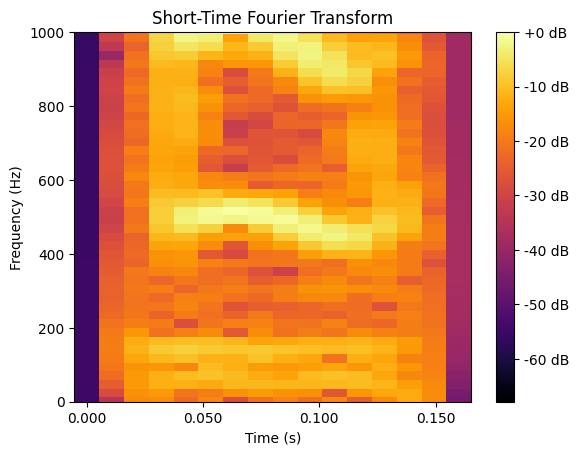 Short-Time Fourier Transform
1000
800
600
400
200
0
Frequency (Hz)
0.000
0.050
0.100
0.150
Time (s)
+0 dB
-10 dB
-20 dB
-30 dB
-40 dB
-50 dB
-60 dB